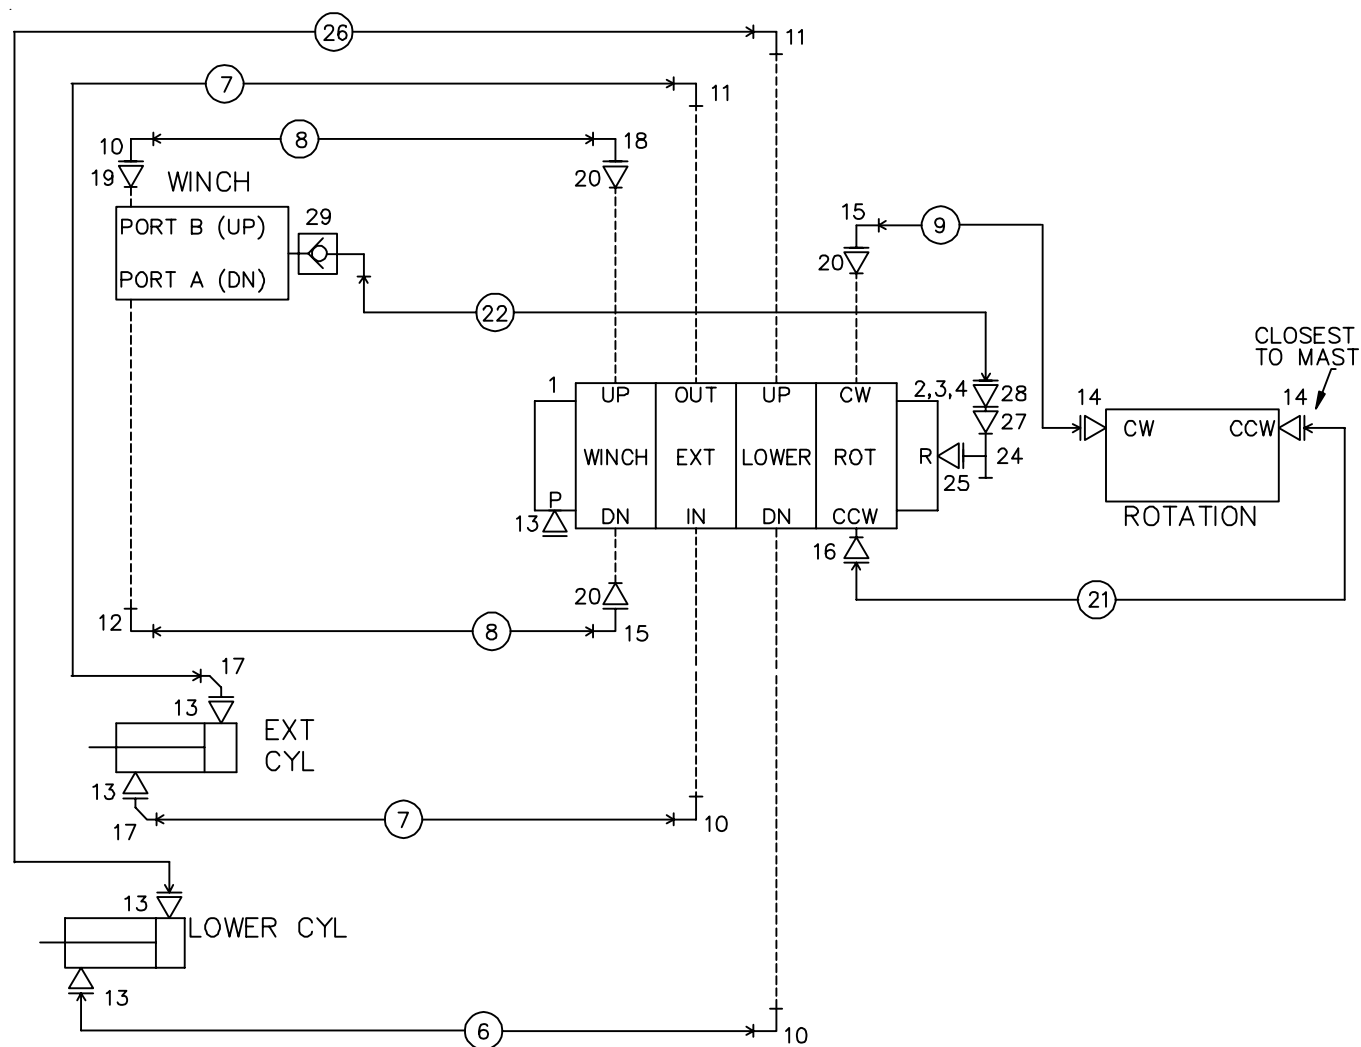 26
11
7
11
10
8
18
19
20
WINCH
PORT B (UP)
PORT A (DN)
29
15
9
20
22
CLOSEST
TO MAST
1
UP
OUT
UP
CW
2,3,4
28
27
14
14
CW
CCW
WINCH
EXT
LOWER
ROT
R
24
25
P
13
DN
IN
DN
CCW
ROTATION
16
20
21
12
8
15
17
13
EXT
CYL
13
17
7
10
13
LOWER CYL
13
6
10